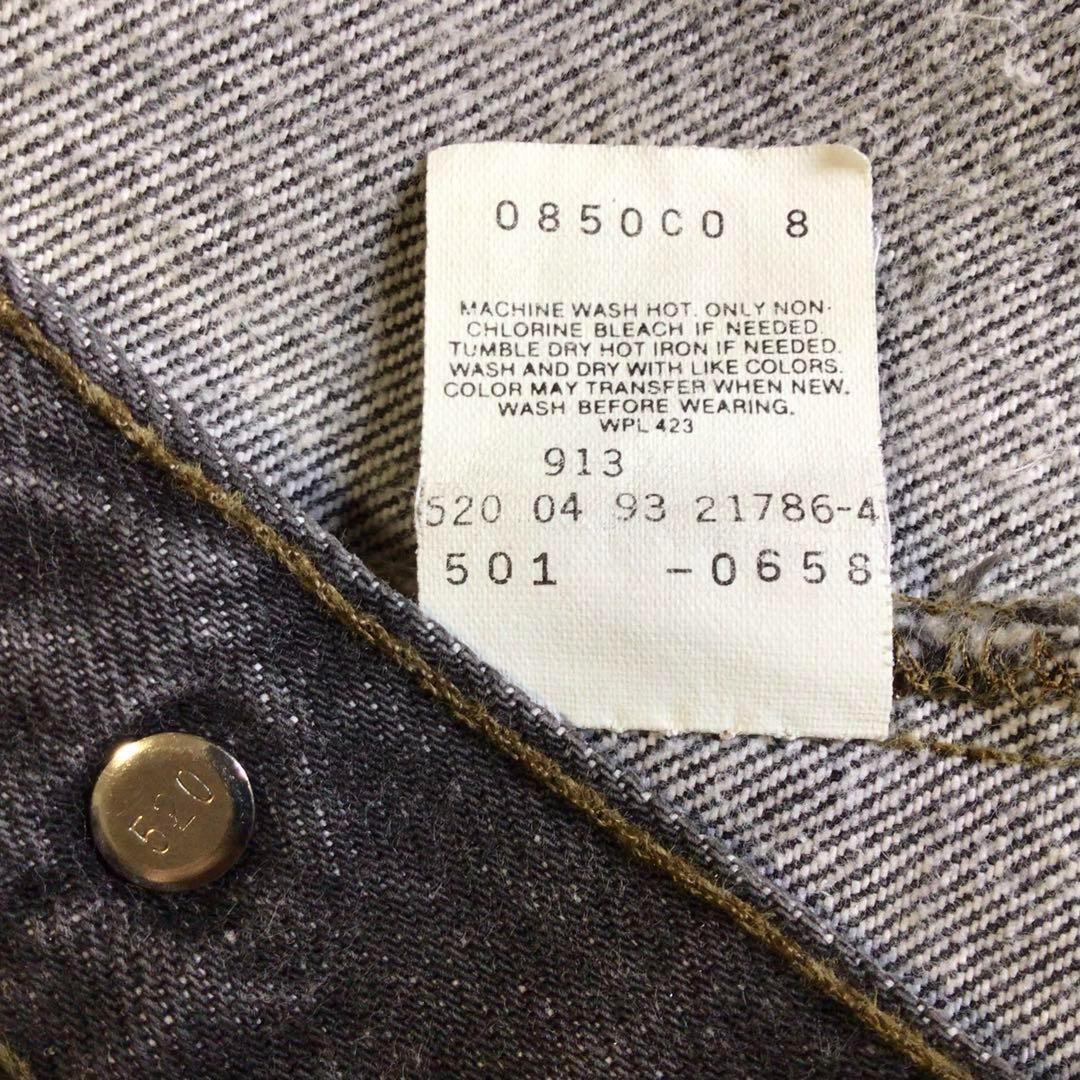 0850C0 8
MACHINE WASH HOT. ONLY NON-
CHLORINE BLEACH IF NEEDED.
TUMBLE DRY HOT IRON IF NEEDED.
WASH AND DRY WITH LIKE COLORS.
COLOR MAY TRANSFER WHEN NEW.
WASH BEFORE WEARING.
WPL 423
913
520 04 93 21786-4
501 -0658
520